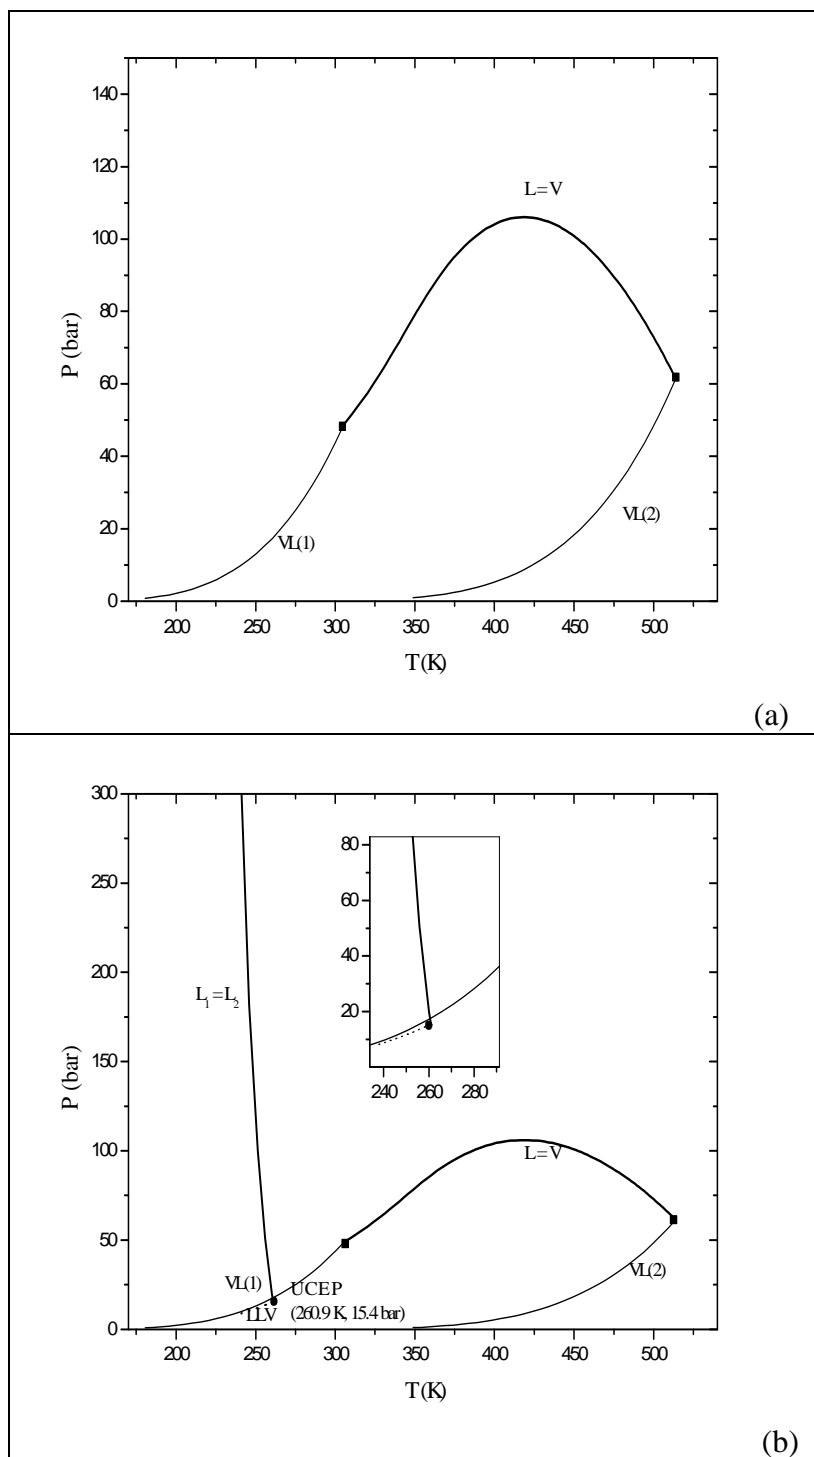 140
120
100
80
60
40
20
0
P (bar)
L=V
VL(1)
VL(2)
200 250 300 350 400 450 500
T(K)
(a)
300
250
200
150
100
50
0
P (bar)
80
60
40
20
240 260 280
L₁=L₂
L=V
VL(1)
LLV
UCEP
(260.9 K, 15.4 bar)
VL(2)
200 250 300 350 400 450 500
T(K)
(b)